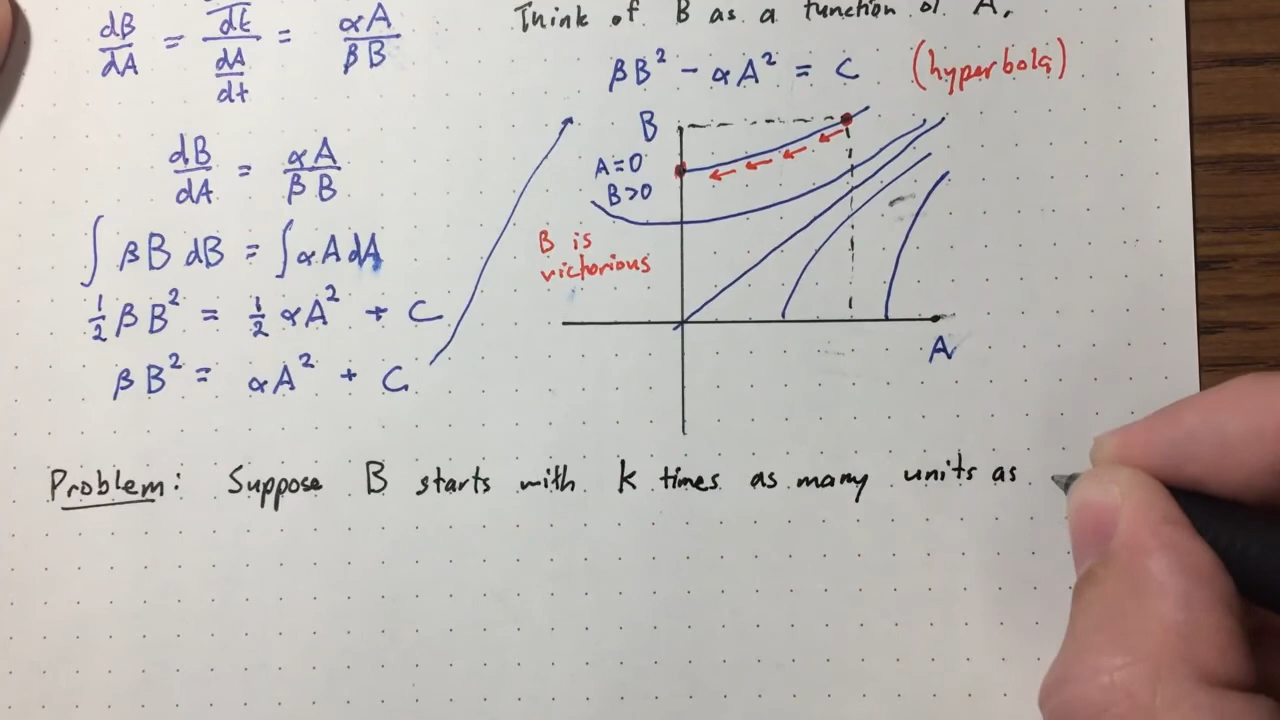 Think of B as a function of A.
dB/dA = dt / dA/dt = αA/βB
βB² - αA² = C (hyperbola)
dB/dA = αA/βB
∫βB dB = ∫αA dA
½βB² = ½αA² + C
βB² = αA² + C
B
A=0
B>0
B is
victorious
A
Problem: Suppose B starts with k times as many units as